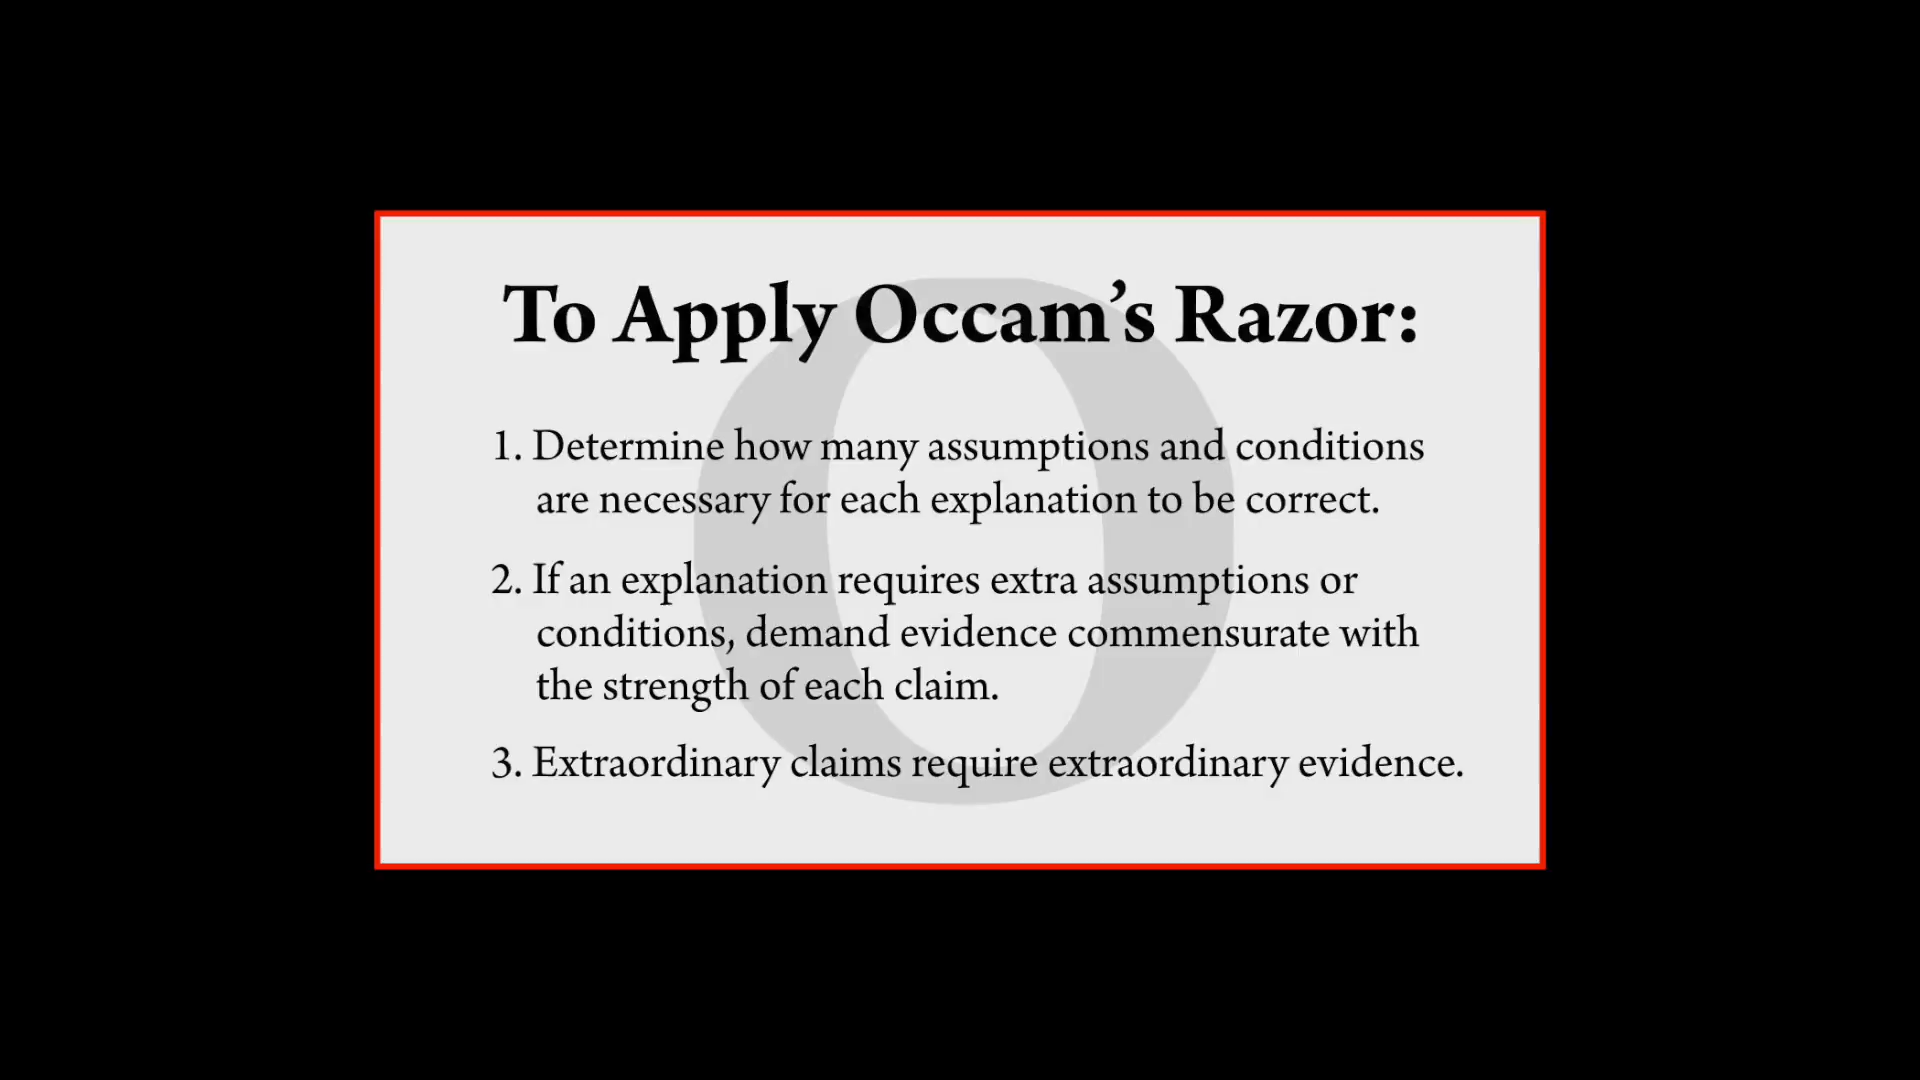 To Apply Occam’s Razor:
1. Determine how many assumptions and conditions
are necessary for each explanation to be correct.
2. If an explanation requires extra assumptions or
conditions, demand evidence commensurate with
the strength of each claim.
3. Extraordinary claims require extraordinary evidence.
O